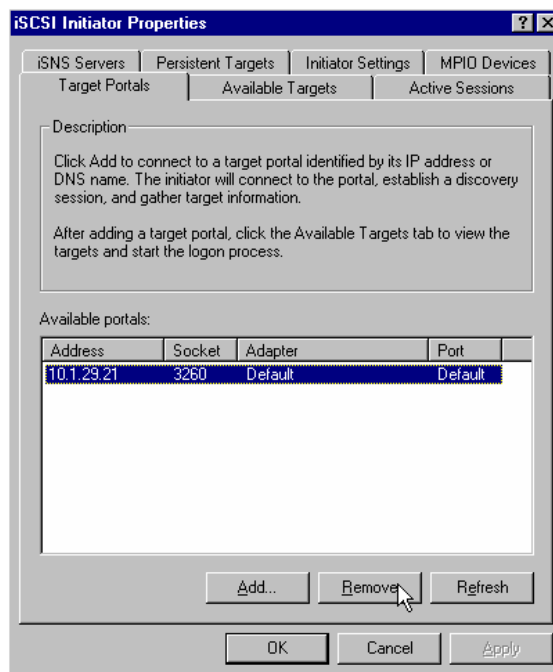 iSCSI Initiator Properties
iSNS Servers Persistent Targets Initiator Settings MPIO Devices
Target Portals Available Targets Active Sessions
Description
Click Add to connect to a target portal identified by its IP address or
DNS name. The initiator will connect to the portal, establish a discovery
session, and gather target information.
After adding a target portal, click the Available Targets tab to view the
targets and start the logon process.
Available portals:
Address Socket Adapter Port
10.1.29.21 3260 Default Default
Add... Remove Refresh
OK Cancel Apply